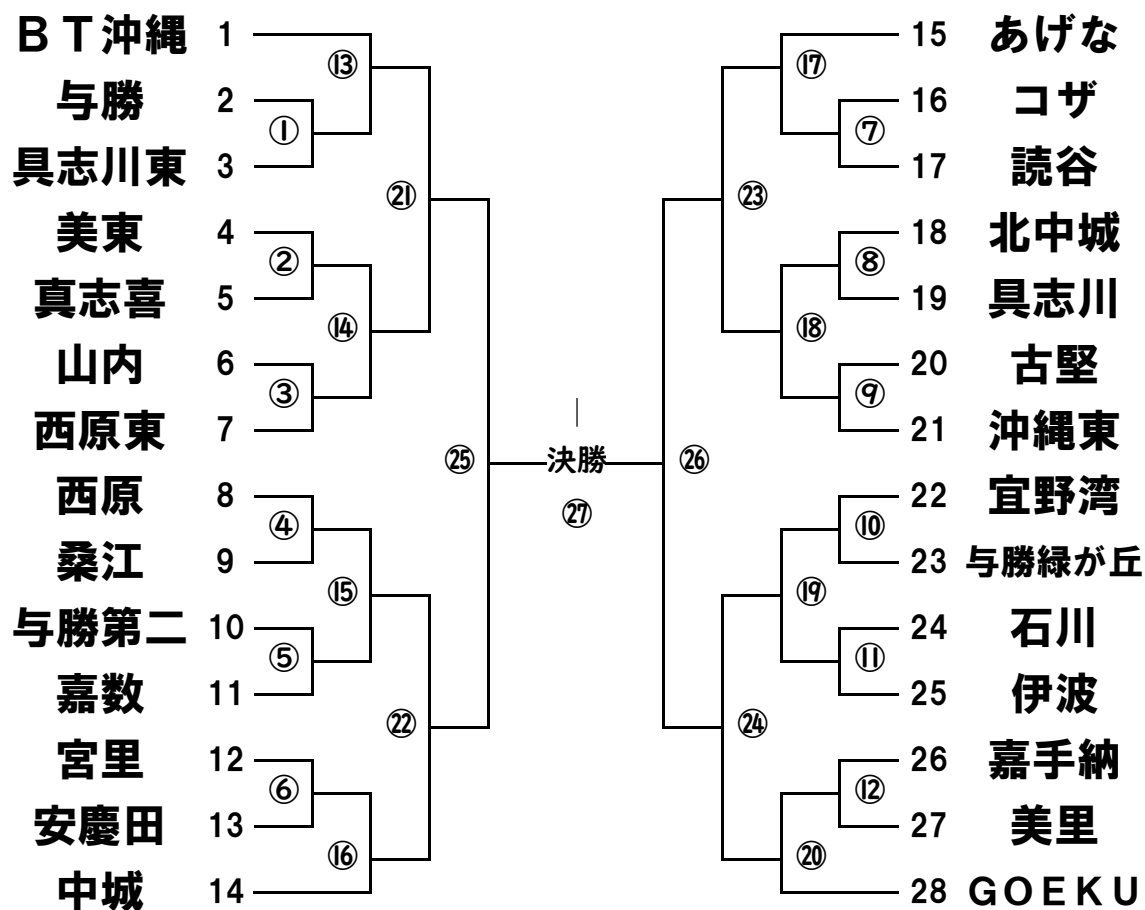 BT沖縄 1 ⑬ ⑰ 15 あげな
与勝 2 ① ⑦ 16 コザ
具志川東 3 17 読谷
㉑ ㉓
美東 4 ② ⑧ 18 北中城
真志喜 5 19 具志川
⑭ ⑱
山内 6 ③ ⑨ 20 古堅
西原東 7 21 沖縄東
㉕ 決勝 ㉖
西原 8 ④ ⑩ 22 宜野湾
㉗
桑江 9 23 与勝緑が丘
⑮ ⑲
与勝第二 10 ⑤ ⑪ 24 石川
嘉数 11 25 伊波
㉒ ㉔
宮里 12 ⑥ ⑫ 26 嘉手納
安慶田 13 27 美里
⑯ ⑳
中城 14 28 GOEKU